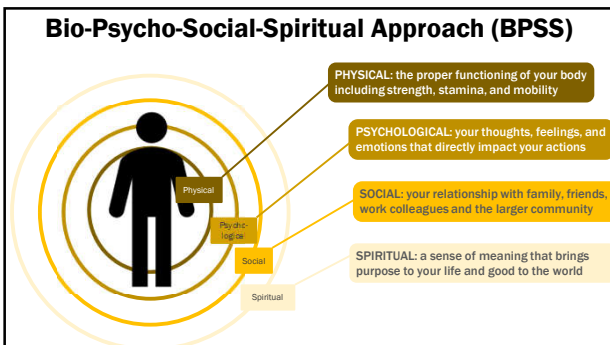 Bio-Psycho-Social-Spiritual Approach (BPSS)
PHYSICAL: the proper functioning of your body
including strength, stamina, and mobility
PSYCHOLOGICAL: your thoughts, feelings, and
emotions that directly impact your actions
Physical
SOCIAL: your relationship with family, friends,
work colleagues and the larger community
Psycho-
logical
Social
SPIRITUAL: a sense of meaning that brings
purpose to your life and good to the world
Spiritual